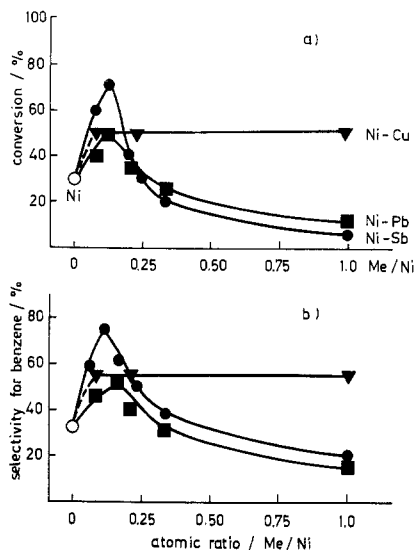 a)
conversion / %
100
80
60
40
20
Ni
Ni-Cu
Ni-Pb
Ni-Sb
0 0.25 0.50 0.75 1.0 Me/Ni
b)
selectivity for benzene / %
80
60
40
20
0 0.25 0.50 0.75 1.0
atomic ratio / Me/Ni